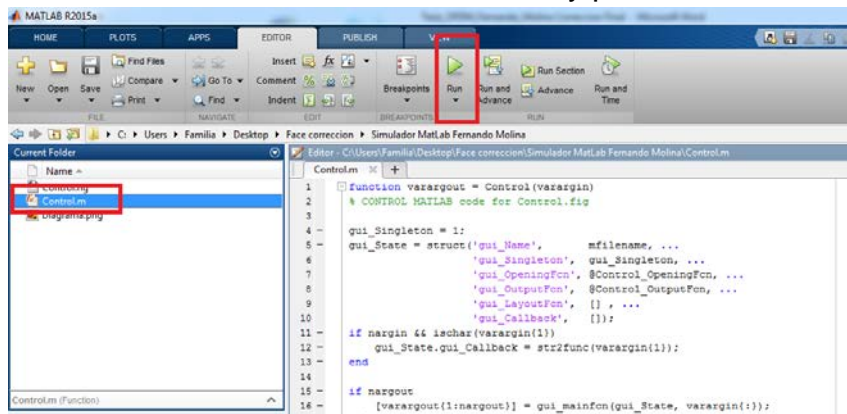 MATLAB R2015a
HOME PLOTS APPS EDITOR PUBLISH VIEW
New Open Save Find Files Compare Print Go To Find Insert fx Comment Indent Breakpoints Run Run and Advance Run Section Advance Run and Time
FILE NAVIGATE EDIT BREAKPOINTS RUN
C: Users Familia Desktop Face correccion Simulador MatLab Fernando Molina
Current Folder
Name
Control.fig
Control.m
Diagrama.png
Control.m (Function)
Editor - C:\Users\Familia\Desktop\Face correccion\Simulador MatLab Fernando Molina\Control.m
Control.m
1 function varargout = Control(varargin)
2 % CONTROL MATLAB code for Control.fig
3
4 - gui_Singleton = 1;
5 - gui_State = struct('gui_Name', mfilename, ...
6 'gui_Singleton', gui_Singleton, ...
7 'gui_OpeningFcn', @Control_OpeningFcn, ...
8 'gui_OutputFcn', @Control_OutputFcn, ...
9 'gui_LayoutFcn', [] , ...
10 'gui_Callback', []);
11 - if nargin && ischar(varargin{1})
12 - gui_State.gui_Callback = str2func(varargin{1});
13 - end
14
15 - if nargout
16 - [varargout{1:nargout}] = gui_mainfcn(gui_State, varargin{:});